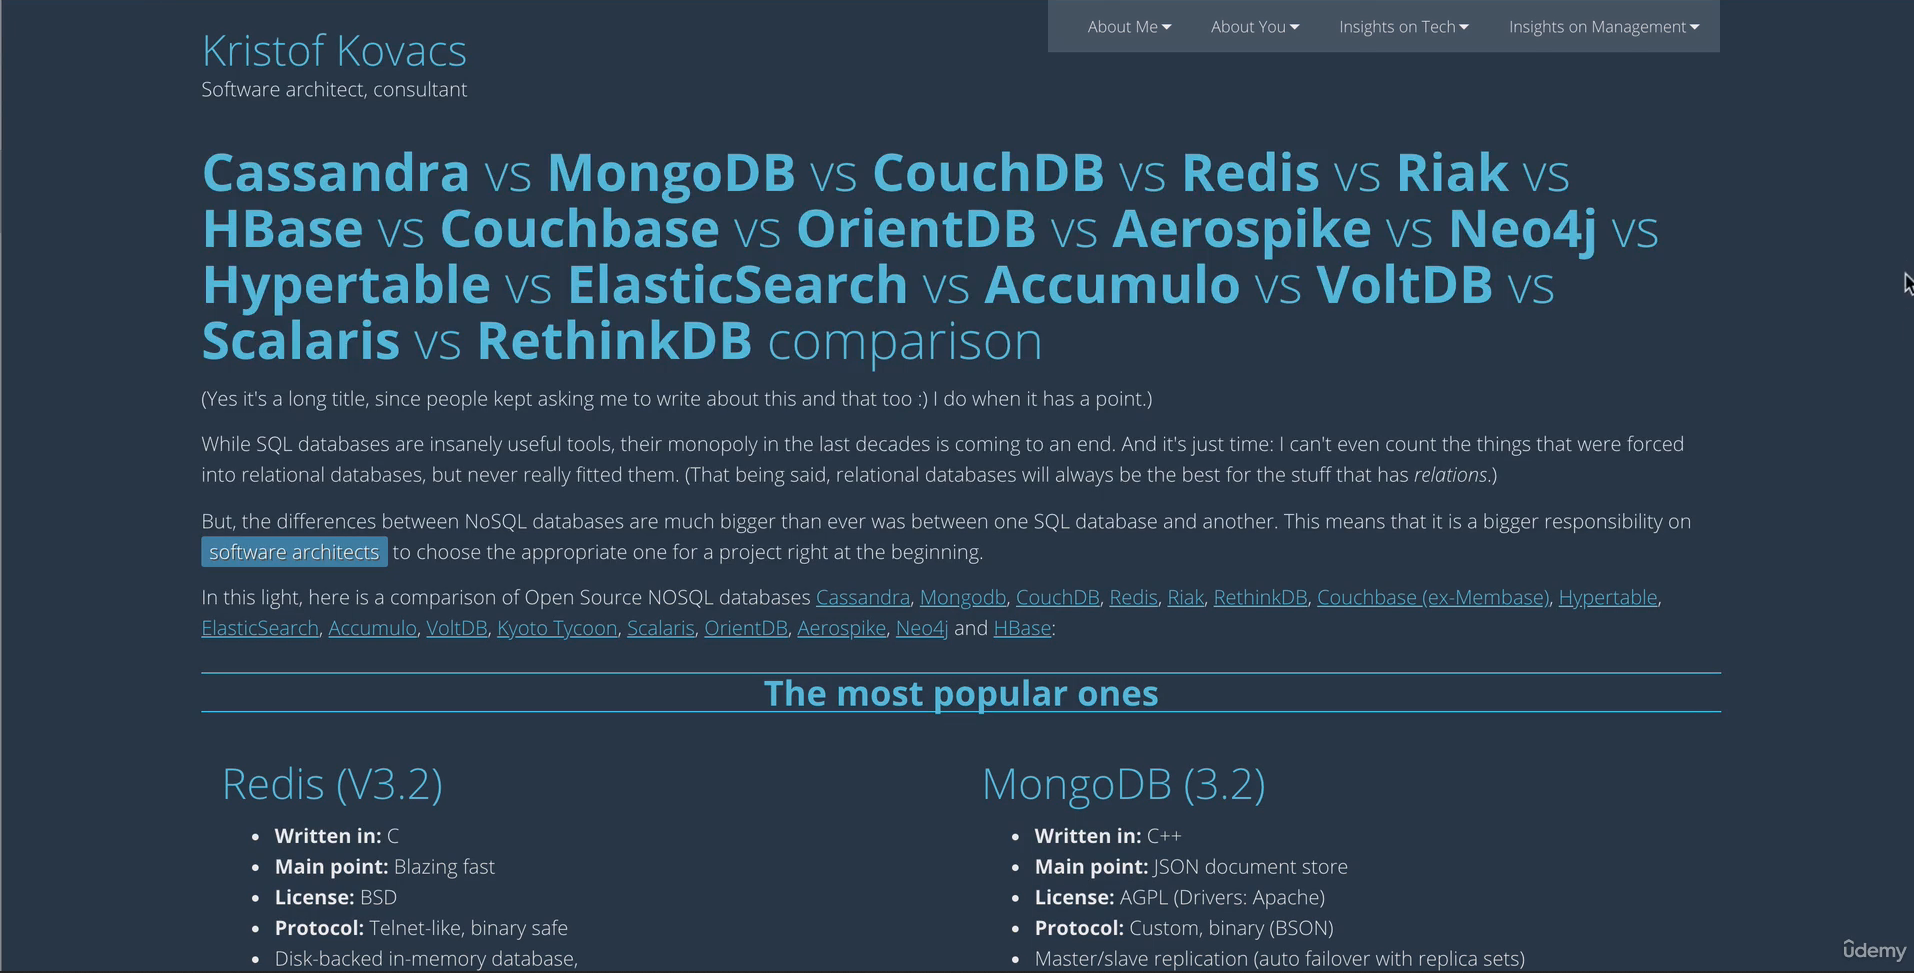 About Me
About You
Insights on Tech
Insights on Management
Kristof Kovacs
Software architect, consultant
Cassandra vs MongoDB vs CouchDB vs Redis vs Riak vs
HBase vs Couchbase vs OrientDB vs Aerospike vs Neo4j vs
Hypertable vs ElasticSearch vs Accumulo vs VoltDB vs
Scalaris vs RethinkDB comparison
(Yes it's a long title, since people kept asking me to write about this and that too :) I do when it has a point.)
While SQL databases are insanely useful tools, their monopoly in the last decades is coming to an end. And it's just time: I can't even count the things that were forced
into relational databases, but never really fitted them. (That being said, relational databases will always be the best for the stuff that has relations.)
But, the differences between NoSQL databases are much bigger than ever was between one SQL database and another. This means that it is a bigger responsibility on
software architects to choose the appropriate one for a project right at the beginning.
In this light, here is a comparison of Open Source NOSQL databases Cassandra, Mongodb, CouchDB, Redis, Riak, RethinkDB, Couchbase (ex-Membase), Hypertable,
ElasticSearch, Accumulo, VoltDB, Kyoto Tycoon, Scalaris, OrientDB, Aerospike, Neo4j and HBase:
The most popular ones
Redis (V3.2)
• Written in: C
• Main point: Blazing fast
• License: BSD
• Protocol: Telnet-like, binary safe
• Disk-backed in-memory database,
MongoDB (3.2)
• Written in: C++
• Main point: JSON document store
• License: AGPL (Drivers: Apache)
• Protocol: Custom, binary (BSON)
• Master/slave replication (auto failover with replica sets)
ûdemy